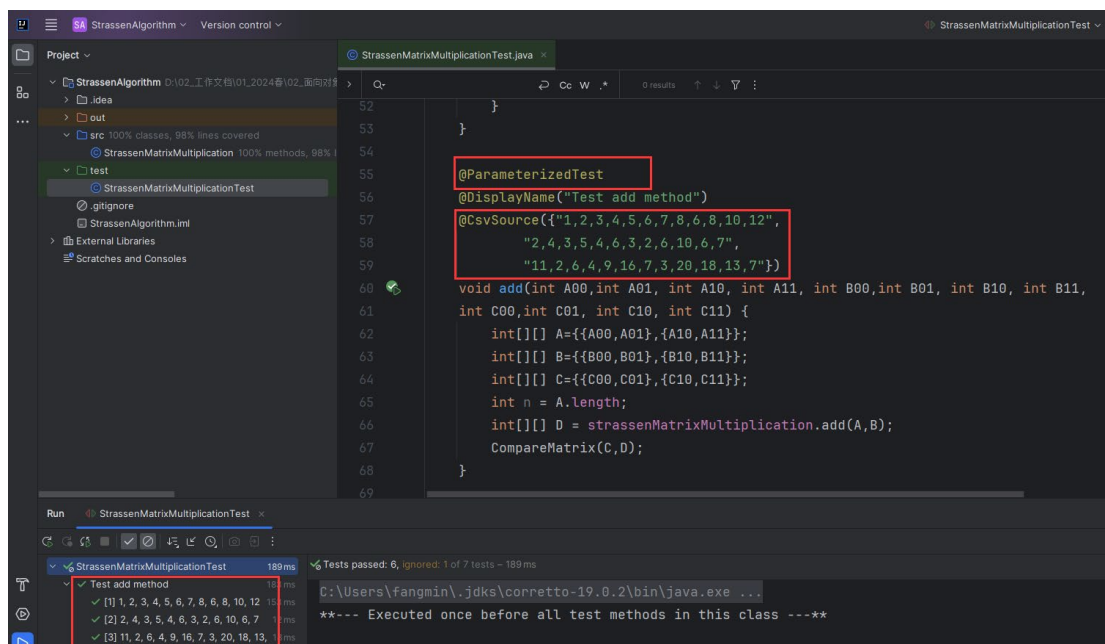 SA StrassenAlgorithm Version control StrassenMatrixMultiplicationTest
Project
StrassenMatrixMultiplicationTest.java
StrassenAlgorithm D:\02_工作文档\01_2024春\02_面向对象
Cc W .* 0 results
.idea
out
src 100% classes, 98% lines covered
StrassenMatrixMultiplication 100% methods, 98% l
test
StrassenMatrixMultiplicationTest
.gitignore
StrassenAlgorithm.iml
External Libraries
Scratches and Consoles
52 }
53 }
54
55 @ParameterizedTest
56 @DisplayName("Test add method")
57 @CsvSource({"1,2,3,4,5,6,7,8,6,8,10,12",
58 "2,4,3,5,4,6,3,2,6,10,6,7",
59 "11,2,6,4,9,16,7,3,20,18,13,7"})
60 void add(int A00,int A01, int A10, int A11, int B00,int B01, int B10, int B11,
61 int C00,int C01, int C10, int C11) {
62 int[][] A={{A00,A01},{A10,A11}};
63 int[][] B={{B00,B01},{B10,B11}};
64 int[][] C={{C00,C01},{C10,C11}};
65 int n = A.length;
66 int[][] D = strassenMatrixMultiplication.add(A,B);
67 CompareMatrix(C,D);
68 }
69
Run StrassenMatrixMultiplicationTest
StrassenMatrixMultiplicationTest 189 ms
Tests passed: 6, ignored: 1 of 7 tests – 189 ms
Test add method ms
[1] 1, 2, 3, 4, 5, 6, 7, 8, 6, 8, 10, 12 ms
[2] 2, 4, 3, 5, 4, 6, 3, 2, 6, 10, 6, 7 ms
[3] 11, 2, 6, 4, 9, 16, 7, 3, 20, 18, 13, ms
C:\Users\fangmin\.jdks\corretto-19.0.2\bin\java.exe ...
**--- Executed once before all test methods in this class ---**